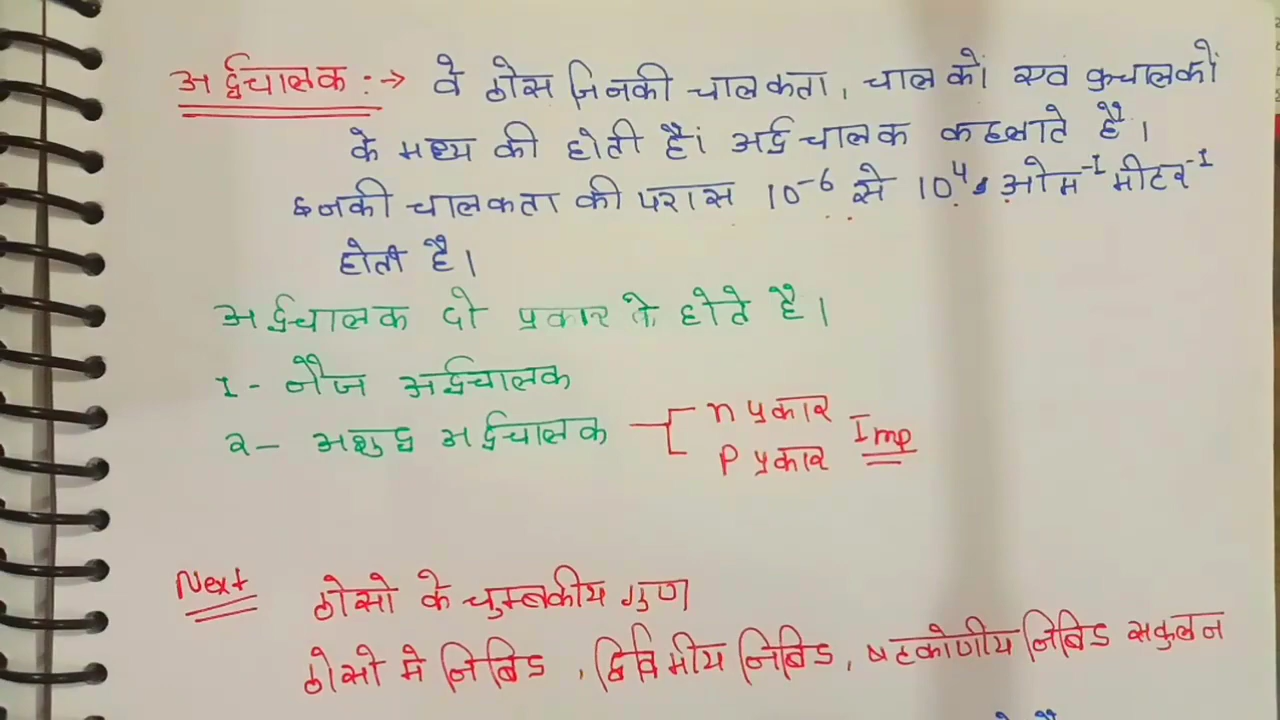 अर्द्धचालक :→ वे ठोस जिनकी चालकता, चालकों एवं कुचालकों
के मध्य की होती है। अर्द्धचालक कहलाते है।
इनकी चालकता की परास 10⁻⁶ से 10⁴ ओम⁻¹ मीटर⁻¹
होती है।
अर्द्धचालक दो प्रकार के होते है।
1- नैज अर्द्धचालक
2- अशुद्ध अर्द्धचालक
n प्रकार
P प्रकार Imp
Next ठोसो के चुम्बकीय गुण
ठोसो मे निबिड , द्विविमीय निबिड, षटकोणीय निबिड सकुलन